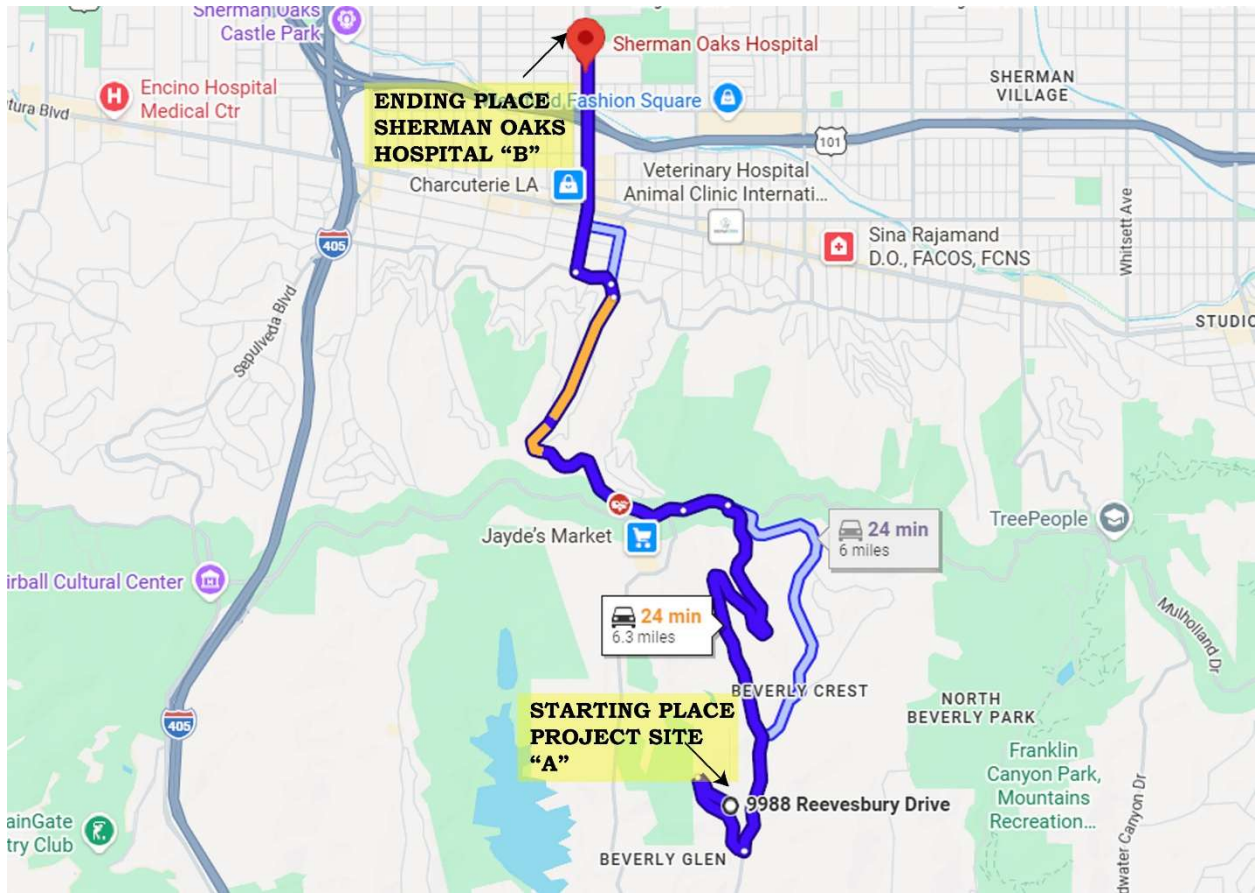 Sherman Oaks
Castle Park
Sherman Oaks Hospital
Encino Hospital
Medical Ctr
ENDING PLACE
SHERMAN OAKS
HOSPITAL “B”
Fashion Square
SHERMAN
VILLAGE
101
tura Blvd
Charcuterie LA
Veterinary Hospital
Animal Clinic Internati...
Sina Rajamand
D.O., FACOS, FCNS
Whitsett Ave
405
STUDIO
Sepulveda Blvd
24 min
6 miles
TreePeople
Jayde's Market
irball Cultural Center
24 min
6.3 miles
Mulholland Dr
BEVERLY CREST
NORTH
BEVERLY PARK
405
STARTING PLACE
PROJECT SITE
“A”
Franklin
Canyon Park,
Mountains
Recreation...
9988 Reevesbury Drive
ainGate
try Club
BEVERLY GLEN
dwater Canyon Dr